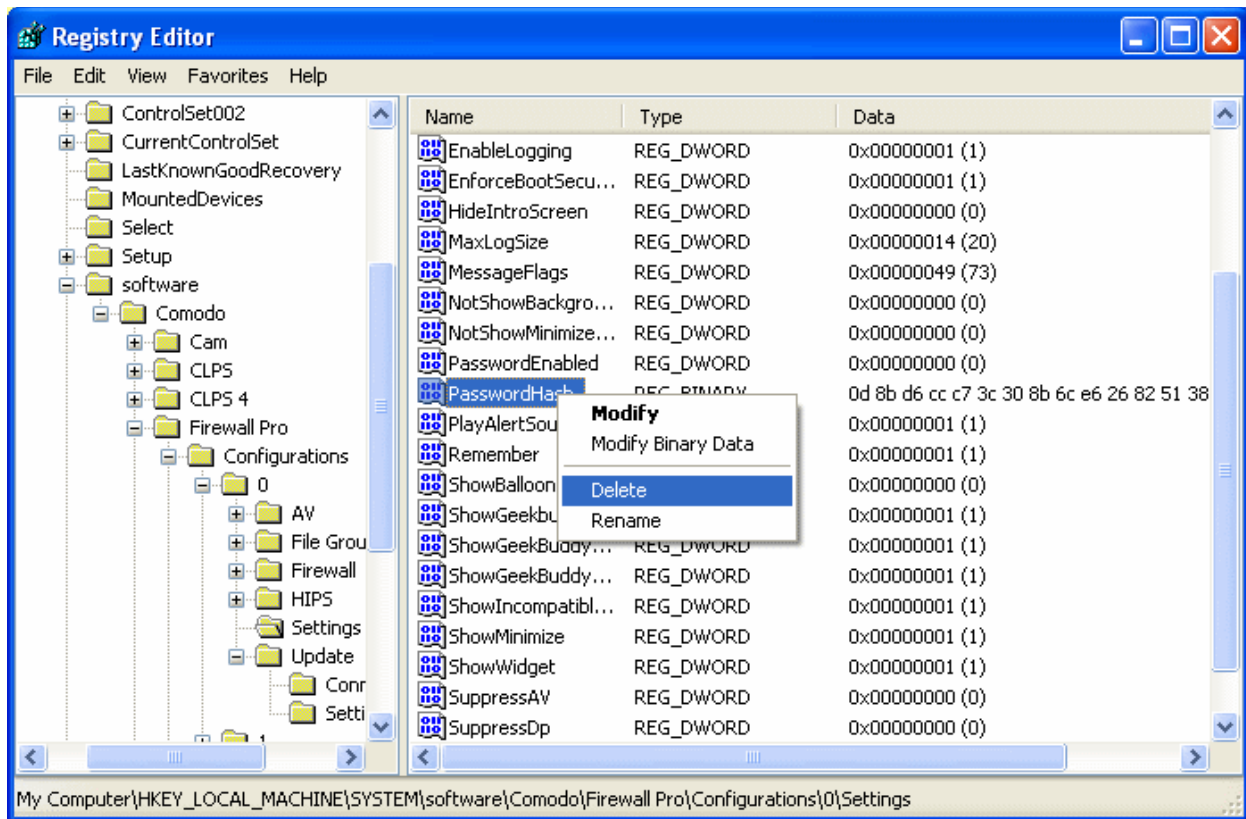 Registry Editor
File Edit View Favorites Help
ControlSet002
CurrentControlSet
LastKnownGoodRecovery
MountedDevices
Select
Setup
software
Comodo
Cam
CLPS
CLPS 4
Firewall Pro
Configurations
0
AV
File Grou
Firewall
HIPS
Settings
Update
Conr
Setti
Name Type Data
EnableLogging REG_DWORD 0x00000001 (1)
EnforceBootSecu... REG_DWORD 0x00000001 (1)
HideIntroScreen REG_DWORD 0x00000000 (0)
MaxLogSize REG_DWORD 0x00000014 (20)
MessageFlags REG_DWORD 0x00000049 (73)
NotShowBackgro... REG_DWORD 0x00000000 (0)
NotShowMinimize... REG_DWORD 0x00000000 (0)
PasswordEnabled REG_DWORD 0x00000000 (0)
PasswordHash REG_BINARY 0d 8b d6 cc c7 3c 30 8b 6c e6 26 82 51 38
PlayAlertSou 0x00000001 (1)
Remember 0x00000001 (1)
ShowBalloon 0x00000000 (0)
ShowGeekbu 0x00000001 (1)
ShowGeekBuddy... REG_DWORD 0x00000001 (1)
ShowGeekBuddy... REG_DWORD 0x00000001 (1)
ShowIncompatibl... REG_DWORD 0x00000001 (1)
ShowMinimize REG_DWORD 0x00000001 (1)
ShowWidget REG_DWORD 0x00000001 (1)
SuppressAV REG_DWORD 0x00000000 (0)
SuppressDp REG_DWORD 0x00000000 (0)
Modify
Modify Binary Data
Delete
Rename
My Computer\HKEY_LOCAL_MACHINE\SYSTEM\software\Comodo\Firewall Pro\Configurations\0\Settings